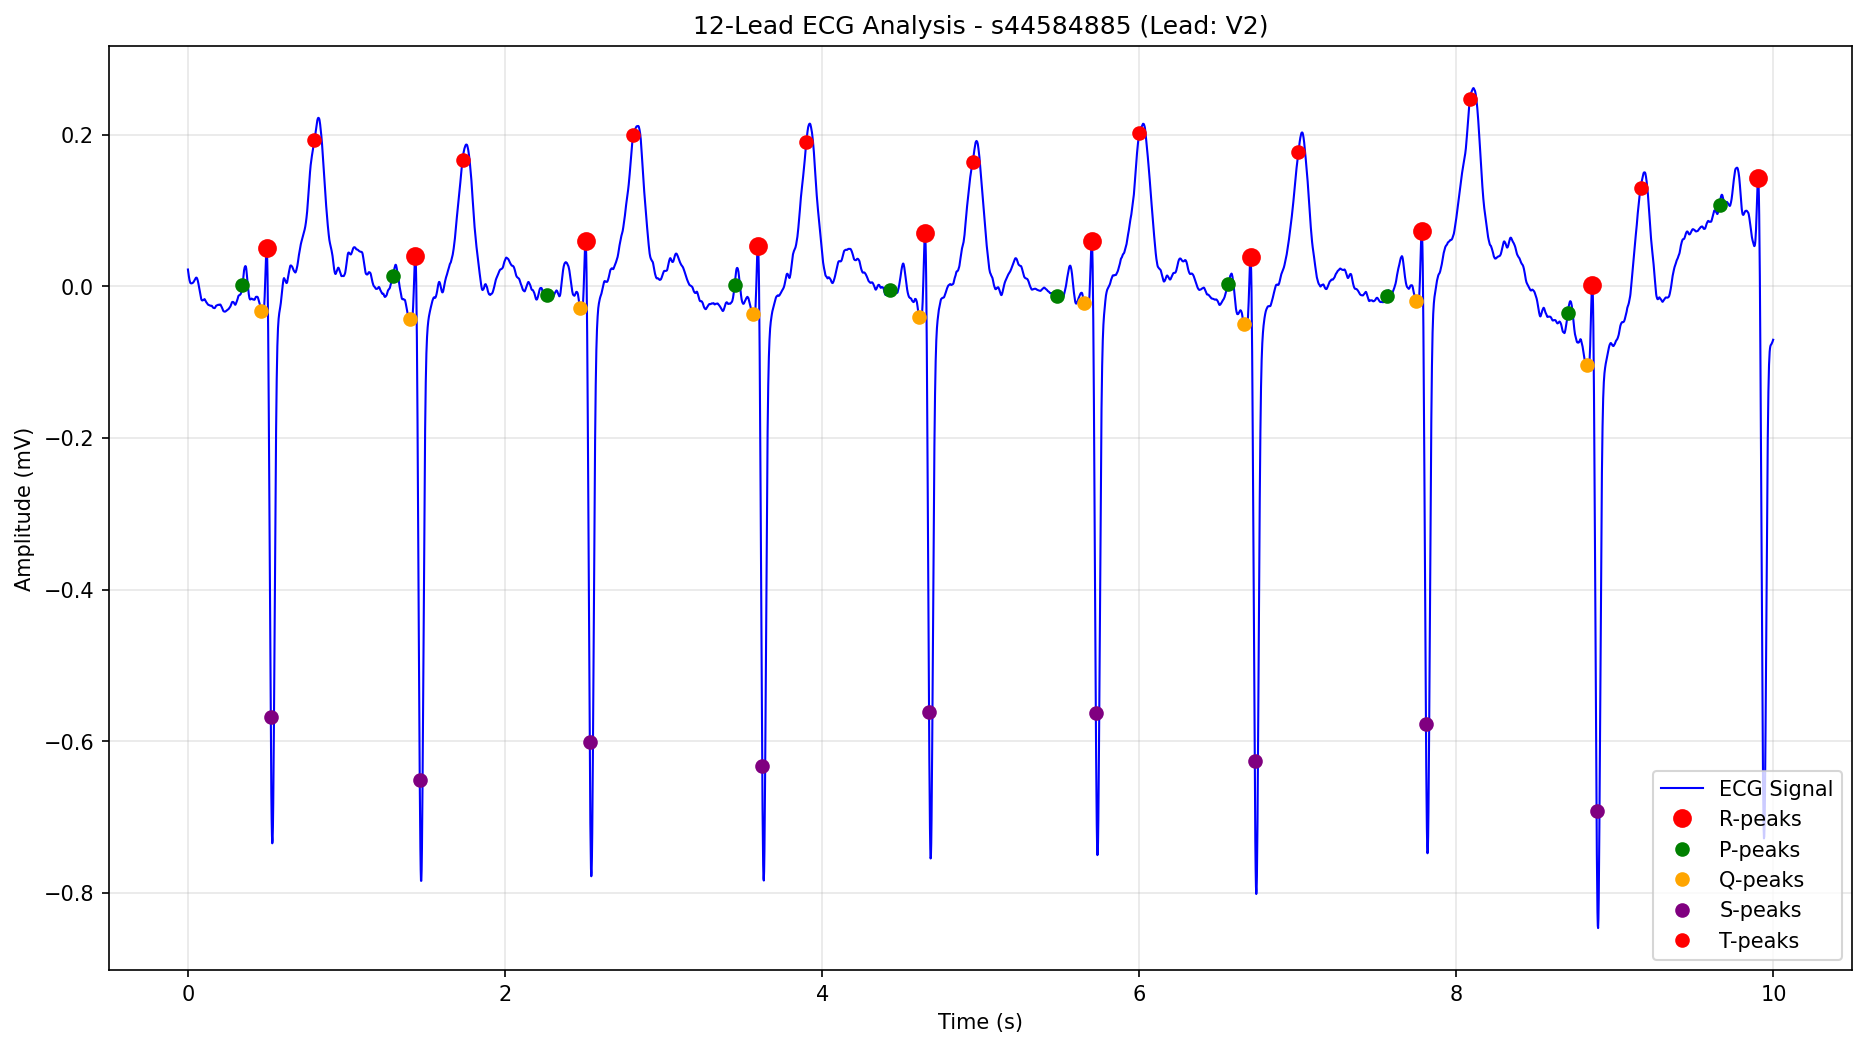 12-Lead ECG Analysis - s44584885 (Lead: V2)
Amplitude (mV)
0.2
0.0
−0.2
−0.4
−0.6
−0.8
0
2
4
6
8
10
Time (s)
ECG Signal
R-peaks
P-peaks
Q-peaks
S-peaks
T-peaks